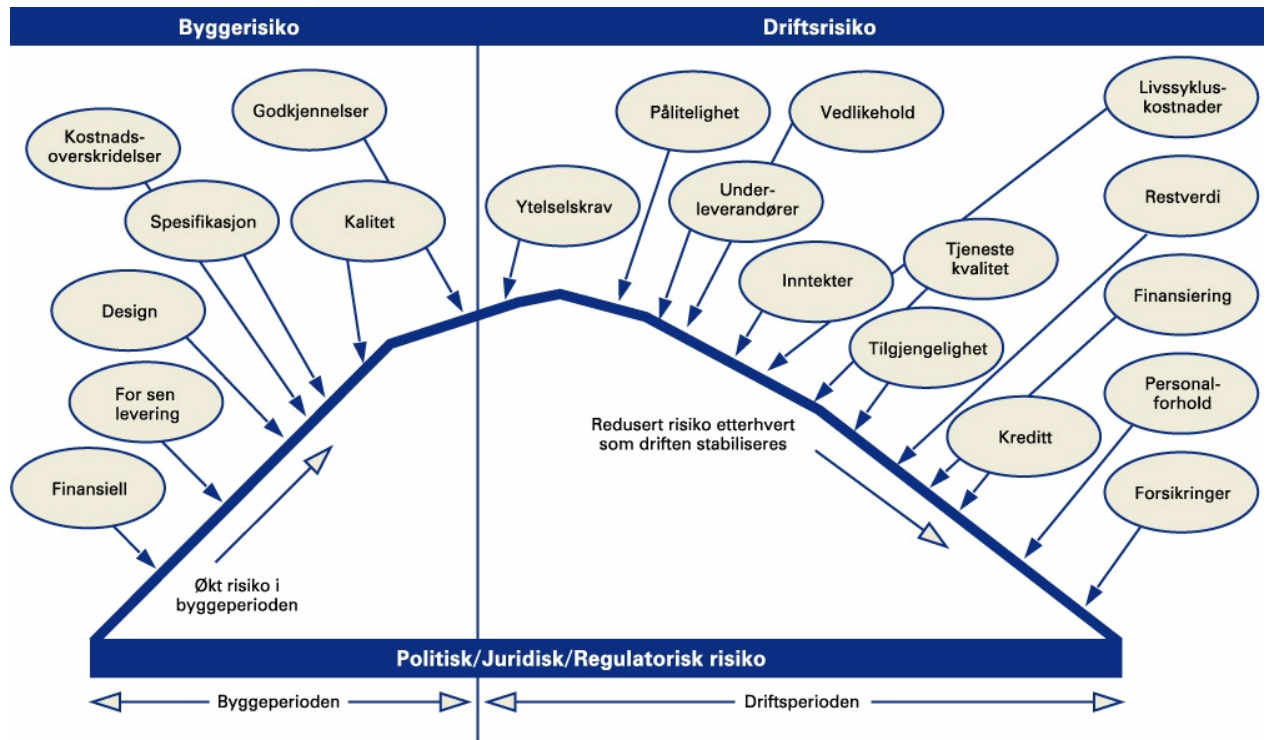 Byggerisiko
Driftsrisiko
Godkjennelser
Kostnads-
overskridelser
Spesifikasjon
Kalitet
Design
For sen
levering
Finansiell
Økt risiko i
byggeperioden
Pålitelighet
Vedlikehold
Livssyklus-
kostnader
Ytelselskrav
Under-
leverandører
Restverdi
Inntekter
Tjeneste
kvalitet
Finansiering
Tilgjengelighet
Personal-
forhold
Redusert risiko etterhvert
som driften stabiliseres
Kreditt
Forsikringer
Politisk/Juridisk/Regulatorisk risiko
Byggeperioden
Driftsperioden